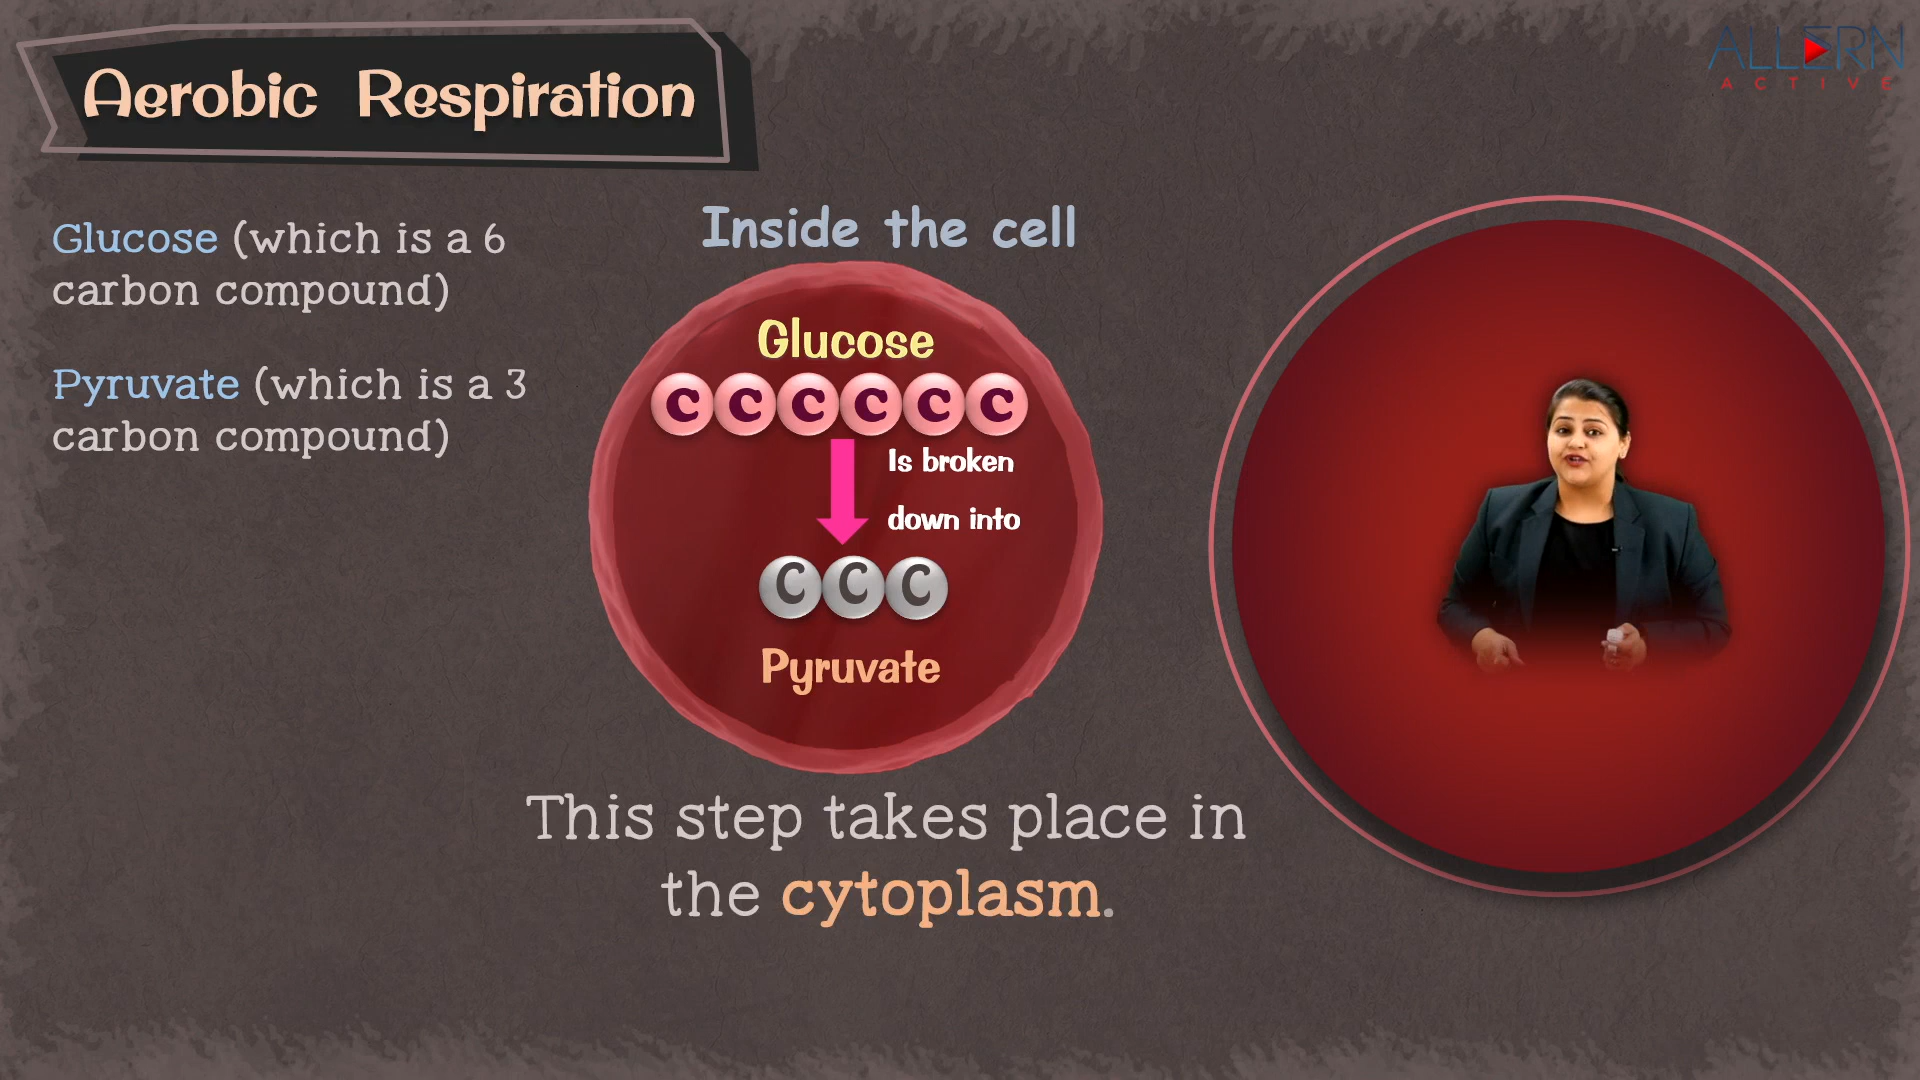 Aerobic Respiration
ALLERN
ACTIVE
Glucose (which is a 6
carbon compound)
Pyruvate (which is a 3
carbon compound)
Inside the cell
Glucose
C C C C C C
Is broken
down into
C C C
Pyruvate
This step takes place in
the cytoplasm.